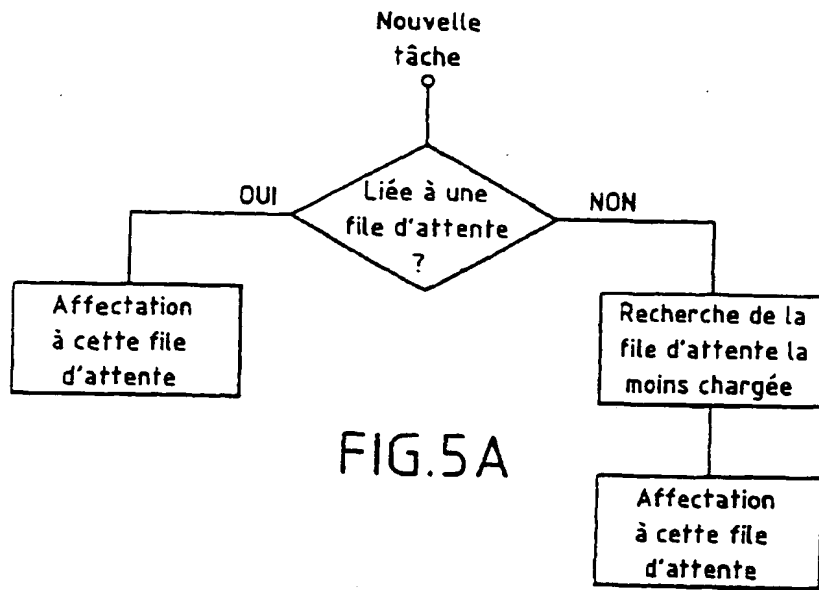 Nouvelle
tâche
Liée à une
file d'attente
?
OUI
NON
Affectation
à cette file
d'attente
Recherche de la
file d'attente la
moins chargée
Affectation
à cette file
d'attente
FIG.5A